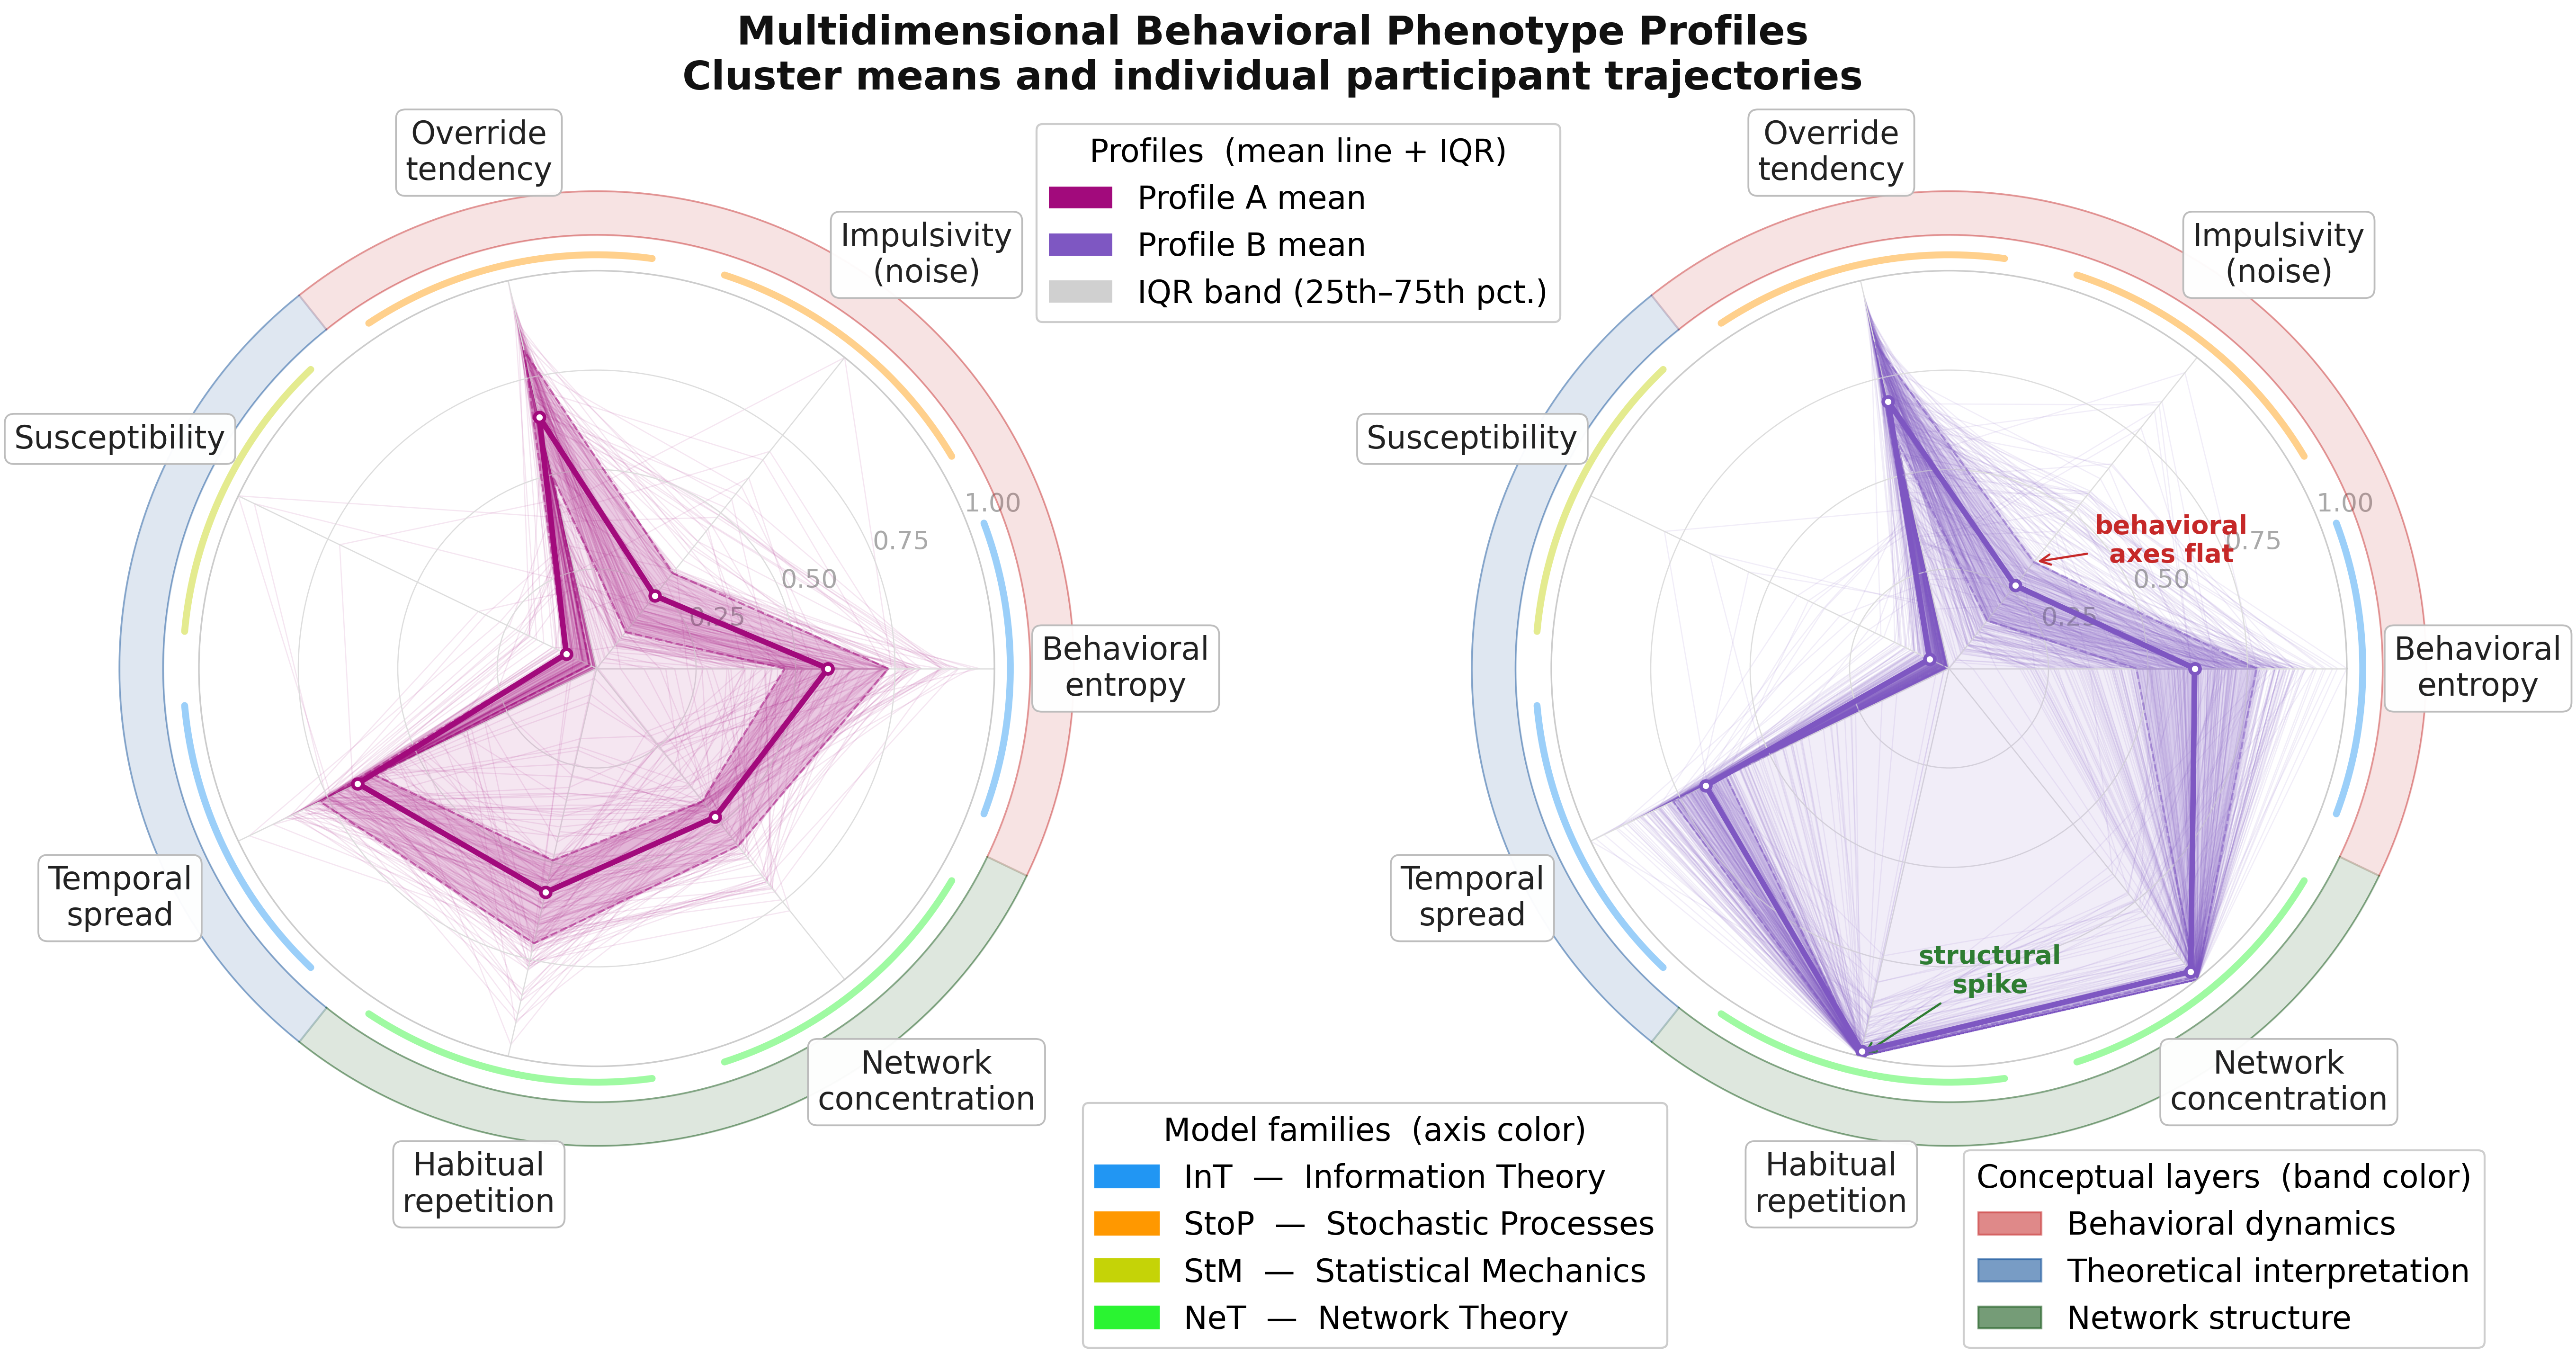 Multidimensional Behavioral Phenotype Profiles
Cluster means and individual participant trajectories
Override
tendency
Impulsivity
(noise)
Susceptibility
1.00
0.75
0.50
0.25
Behavioral
entropy
Temporal
spread
Network
concentration
Habitual
repetition
Profiles (mean line + IQR)
Profile A mean
Profile B mean
IQR band (25th–75th pct.)
Override
tendency
Impulsivity
(noise)
Susceptibility
1.00
behavioral
axes flat
0.75
0.50
0.25
Behavioral
entropy
Temporal
spread
structural
spike
Network
concentration
Habitual
repetition
Model families (axis color)
InT — Information Theory
StoP — Stochastic Processes
StM — Statistical Mechanics
NeT — Network Theory
Conceptual layers (band color)
Behavioral dynamics
Theoretical interpretation
Network structure